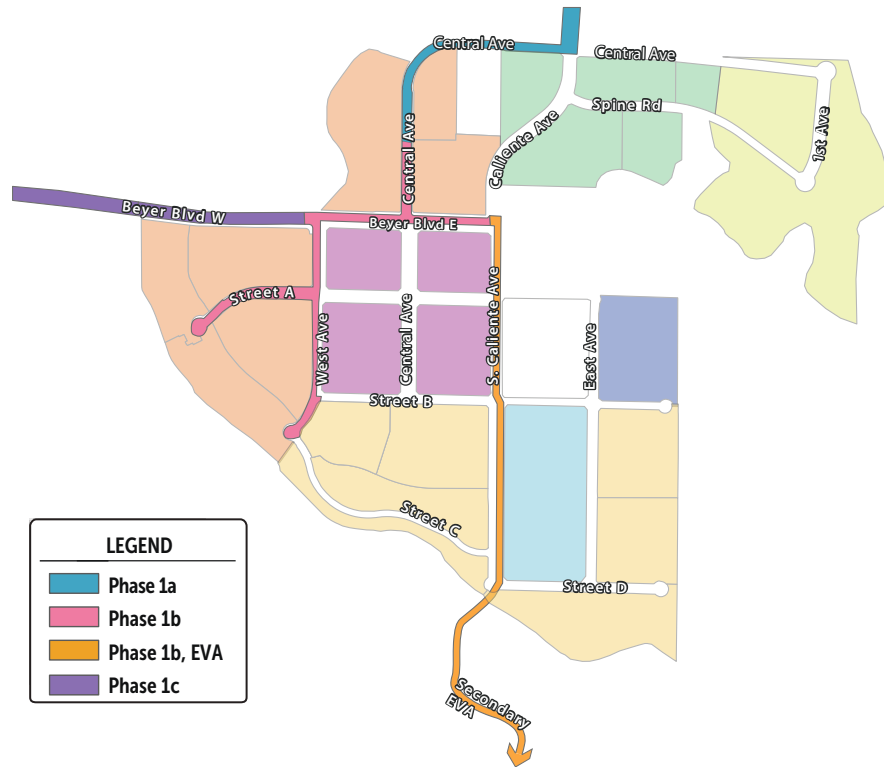 Central Ave
Central Ave
Spine Rd
1st Ave
Caliente Ave
Central Ave
Beyer Blvd W
Beyer Blvd E
Street A
West Ave
Central Ave
S. Caliente Ave
East Ave
Street B
Street C
Street D
Secondary
EVA
LEGEND
Phase 1a
Phase 1b
Phase 1b, EVA
Phase 1c